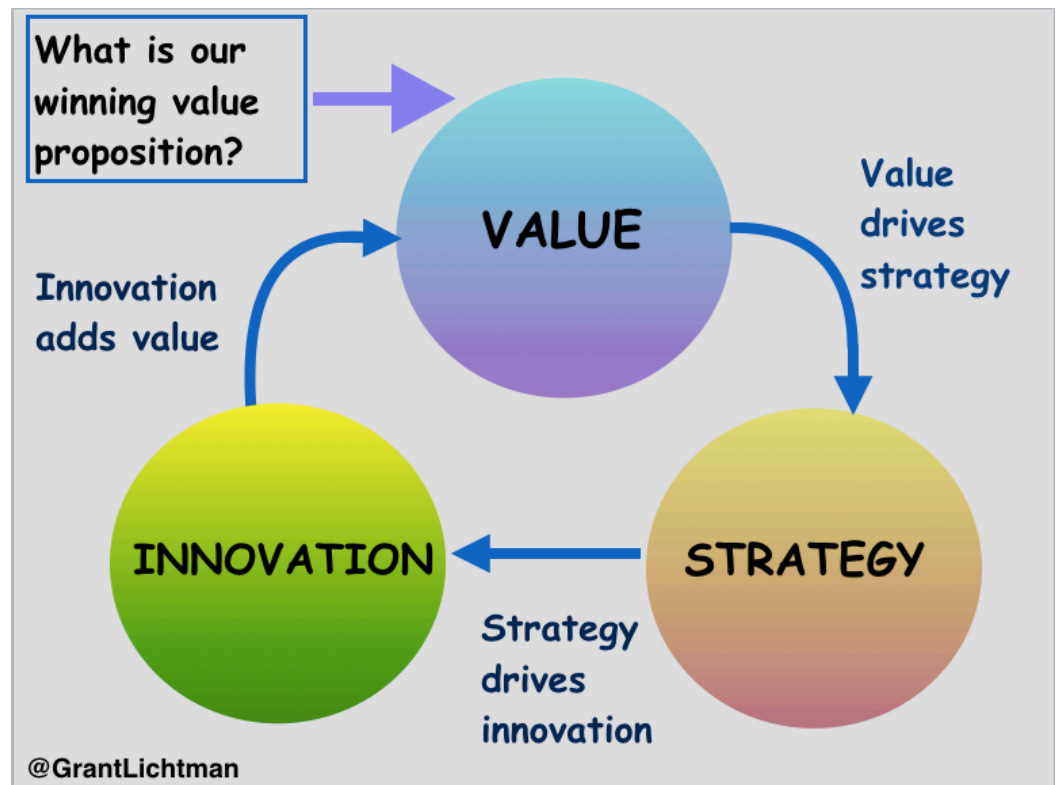 What is our
winning value
proposition?
VALUE
Value
drives
strategy
Innovation
adds value
INNOVATION
STRATEGY
Strategy
drives
innovation
@GrantLichtman